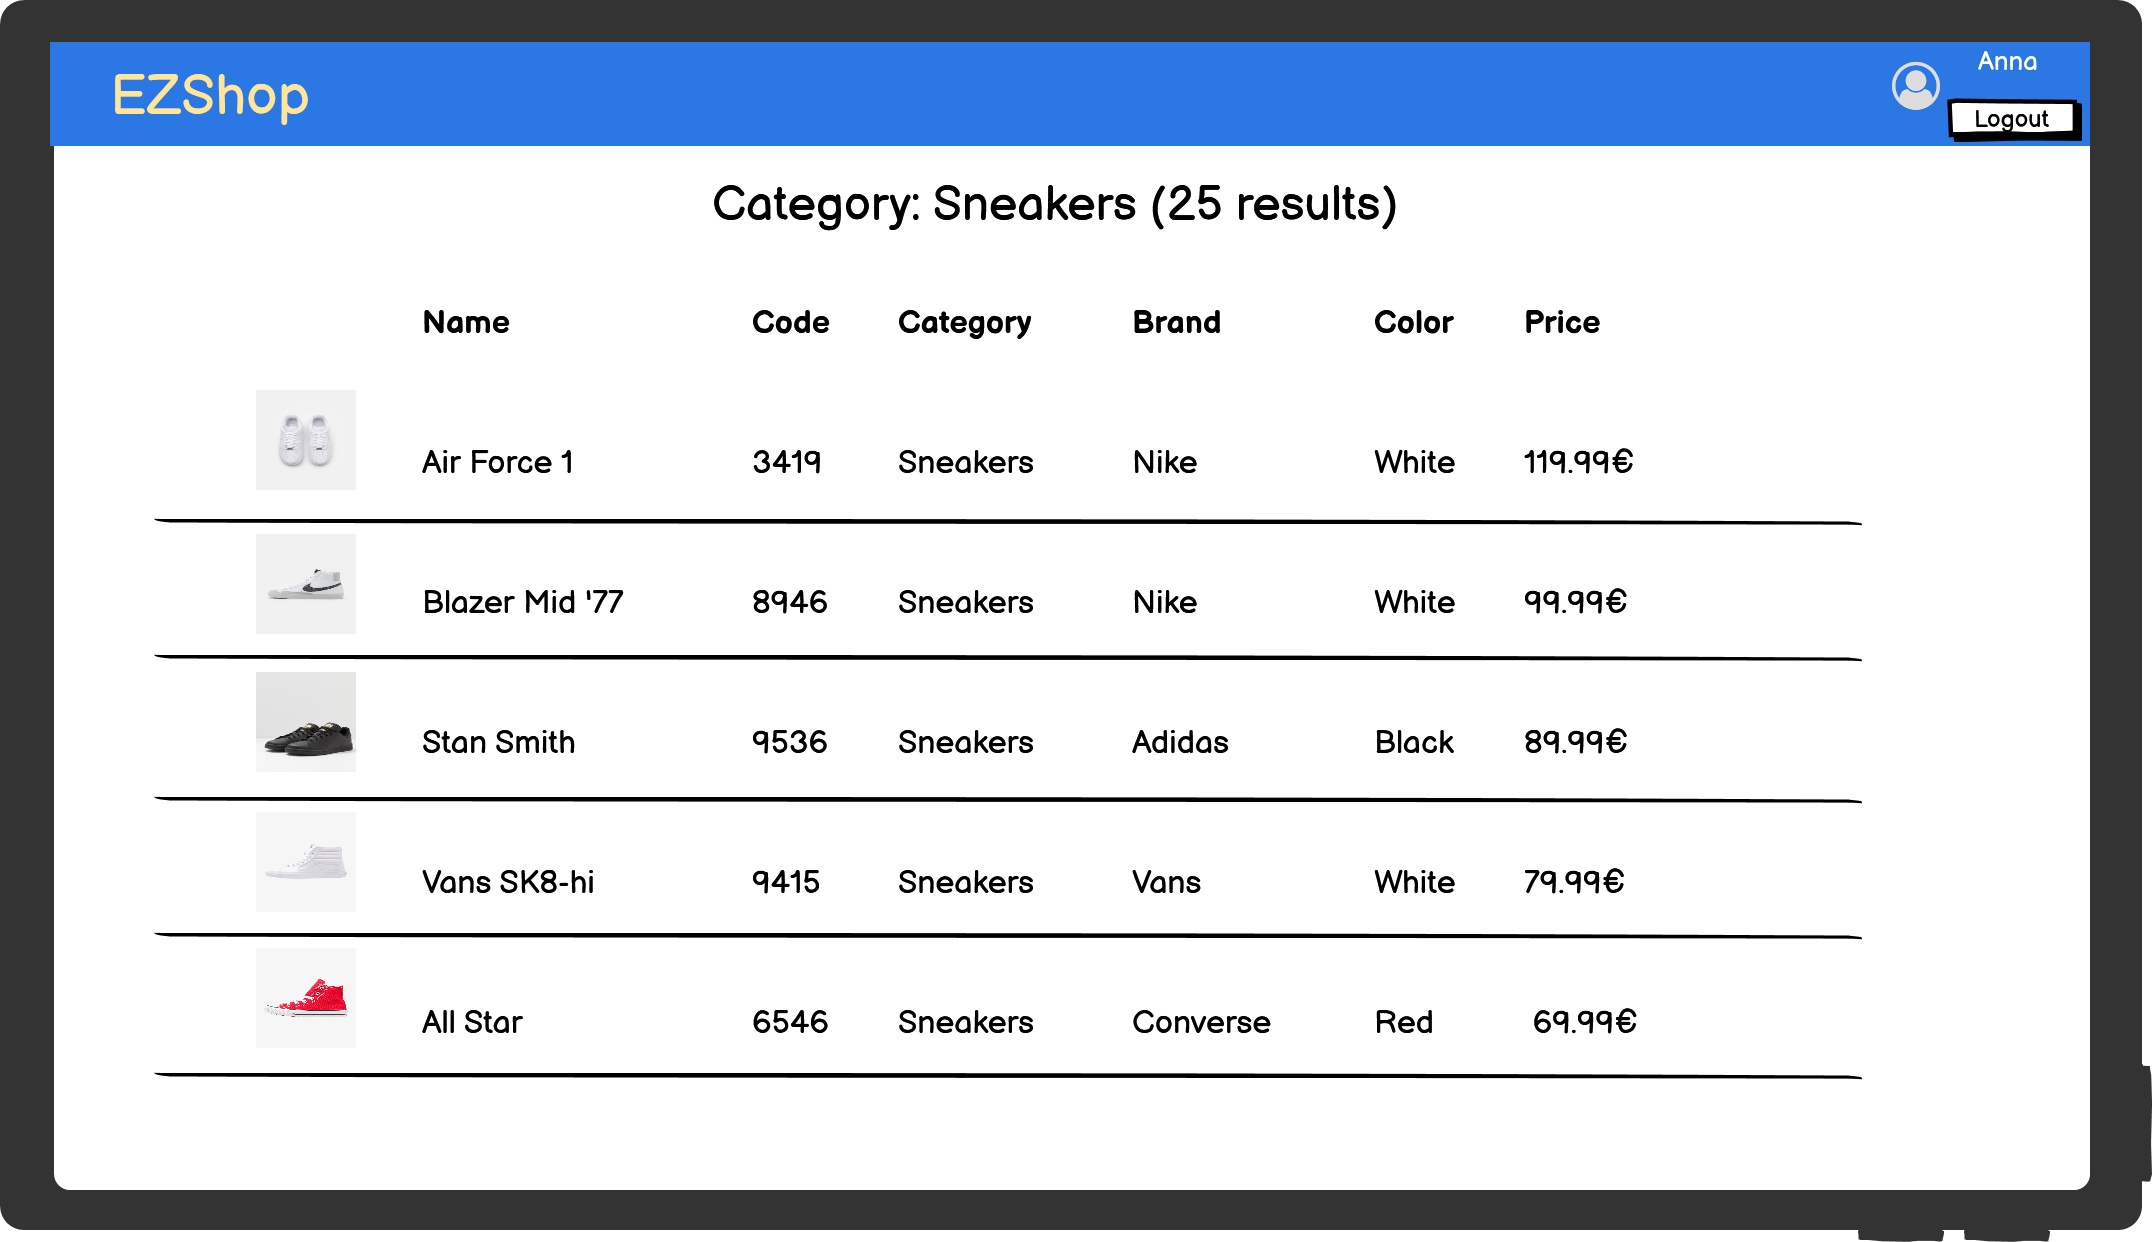 EZShop
Anna
Logout
Category: Sneakers (25 results)
Name Code Category Brand Color Price
Air Force 1 3419 Sneakers Nike White 119.99€
Blazer Mid '77 8946 Sneakers Nike White 99.99€
Stan Smith 9536 Sneakers Adidas Black 89.99€
Vans SK8-hi 9415 Sneakers Vans White 79.99€
All Star 6546 Sneakers Converse Red 69.99€